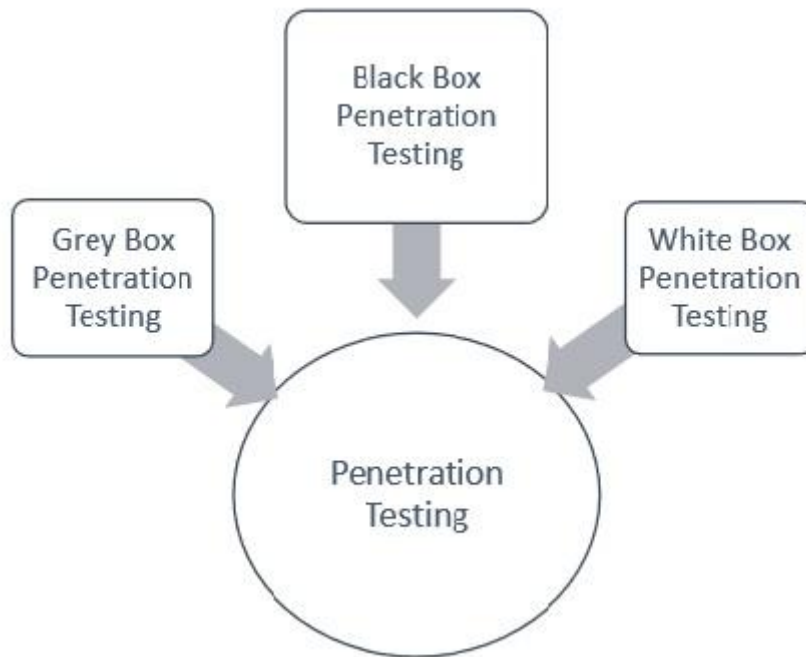 Black Box
Penetration
Testing
Grey Box
Penetration
Testing
White Box
Penetration
Testing
Penetration
Testing